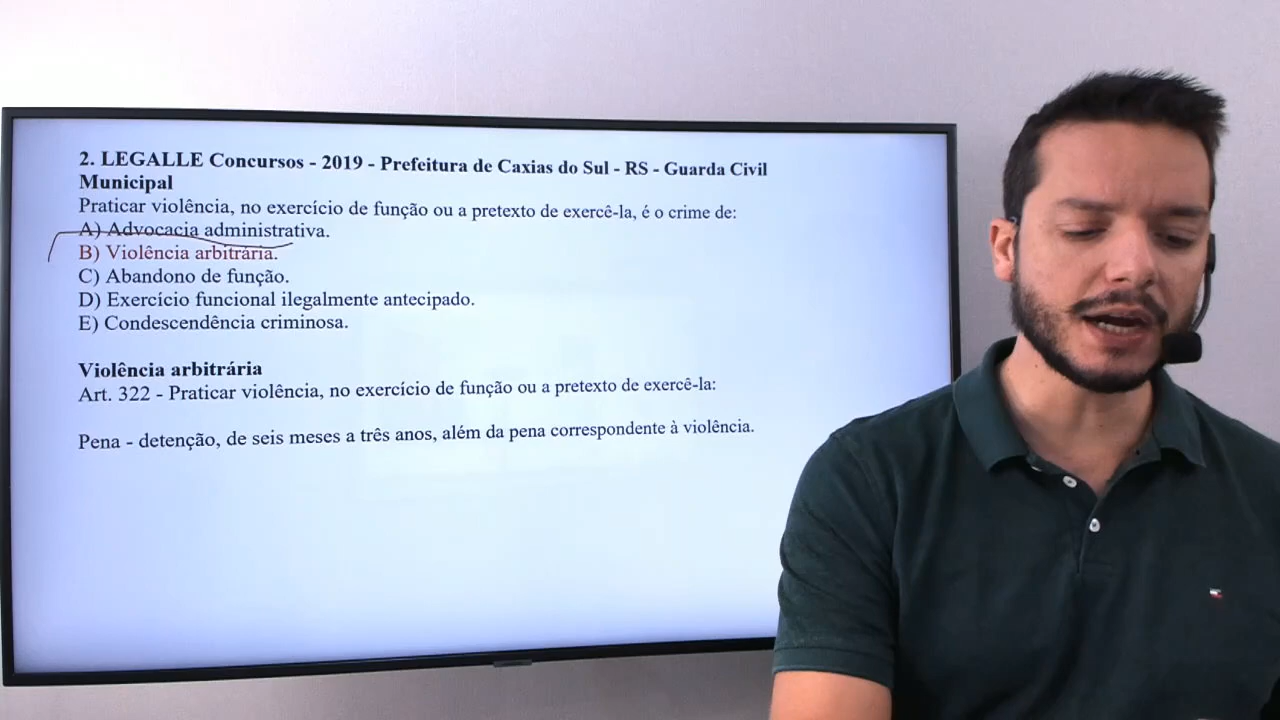 2. LEGALLE Concursos - 2019 - Prefeitura de Caxias do Sul - RS - Guarda Civil
Municipal
Praticar violência, no exercício de função ou a pretexto de exercê-la, é o crime de:
A) Advocacia administrativa.
B) Violência arbitrária.
C) Abandono de função.
D) Exercício funcional ilegalmente antecipado.
E) Condescendência criminosa.
Violência arbitrária
Art. 322 - Praticar violência, no exercício de função ou a pretexto de exercê-la:
Pena - detenção, de seis meses a três anos, além da pena correspondente à violência.